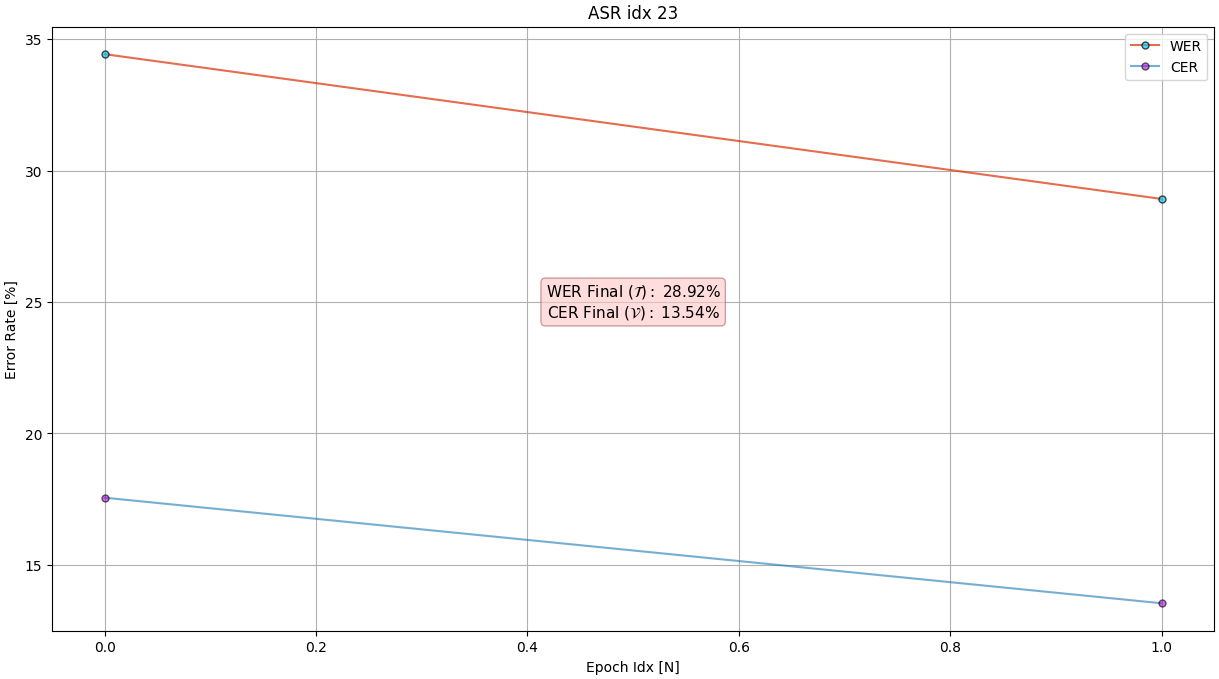 ASR idx 23
35
30
25
20
15
Error Rate [%]
WER
CER
WER Final (𝒯) : 28.92%
CER Final (𝒱) : 13.54%
0.0 0.2 0.4 0.6 0.8 1.0
Epoch Idx [N]